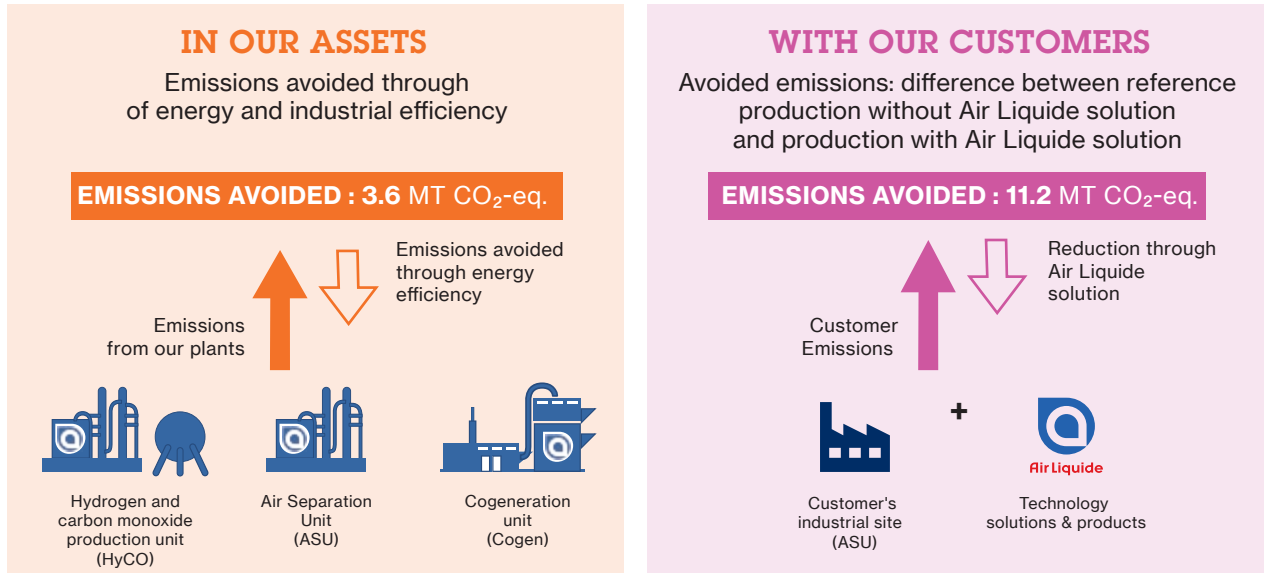 IN OUR ASSETS
Emissions avoided through
of energy and industrial efficiency
EMISSIONS AVOIDED : 3.6 MT CO₂-eq.
Emissions avoided
through energy
efficiency
Emissions
from our plants
Hydrogen and
carbon monoxide
production unit
(HyCO)
Air Separation
Unit
(ASU)
Cogeneration
unit
(Cogen)
WITH OUR CUSTOMERS
Avoided emissions: difference between reference
production without Air Liquide solution
and production with Air Liquide solution
EMISSIONS AVOIDED : 11.2 MT CO₂-eq.
Reduction through
Air Liquide
solution
Customer
Emissions
+
Air Liquide
Customer's
industrial site
(ASU)
Technology
solutions & products